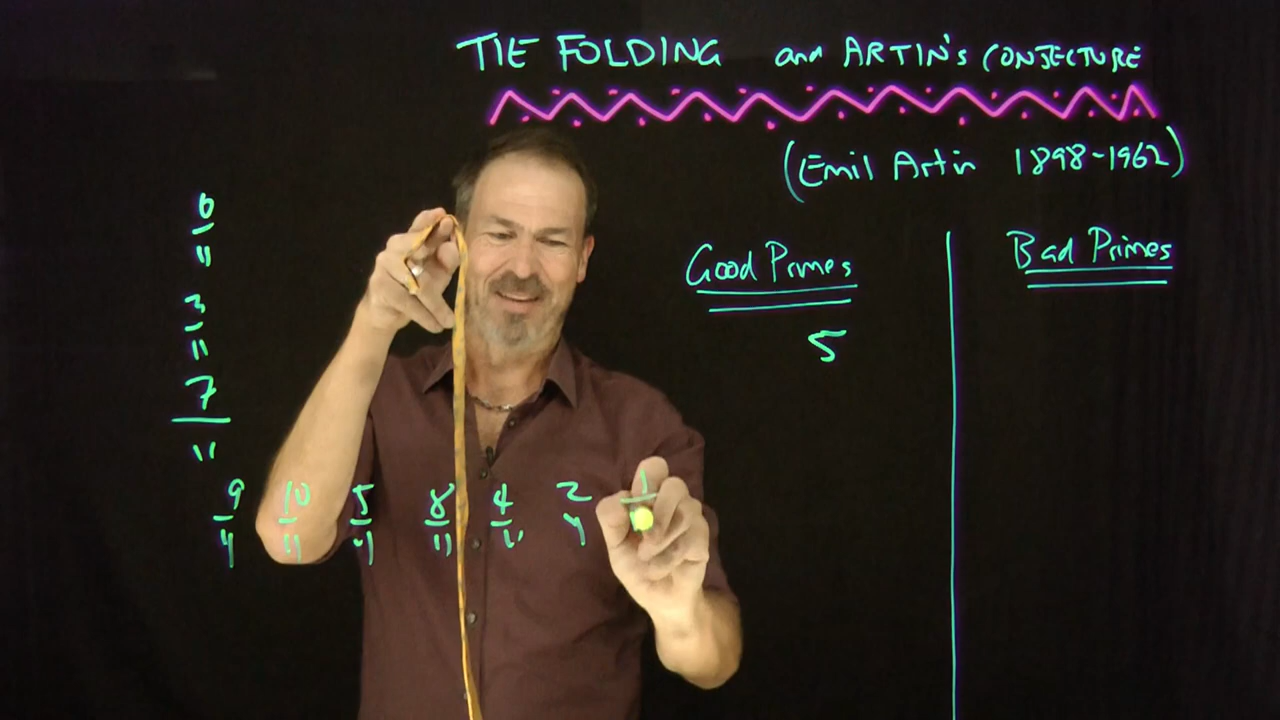 TIE FOLDING and ARTIN'S CONJECTURE
(Emil Artin 1898-1962)
Good Primes
Bad Primes
5
6
11
3
11
7
11
9 10 5 8 4 2 1
11 11 11 11 11 11